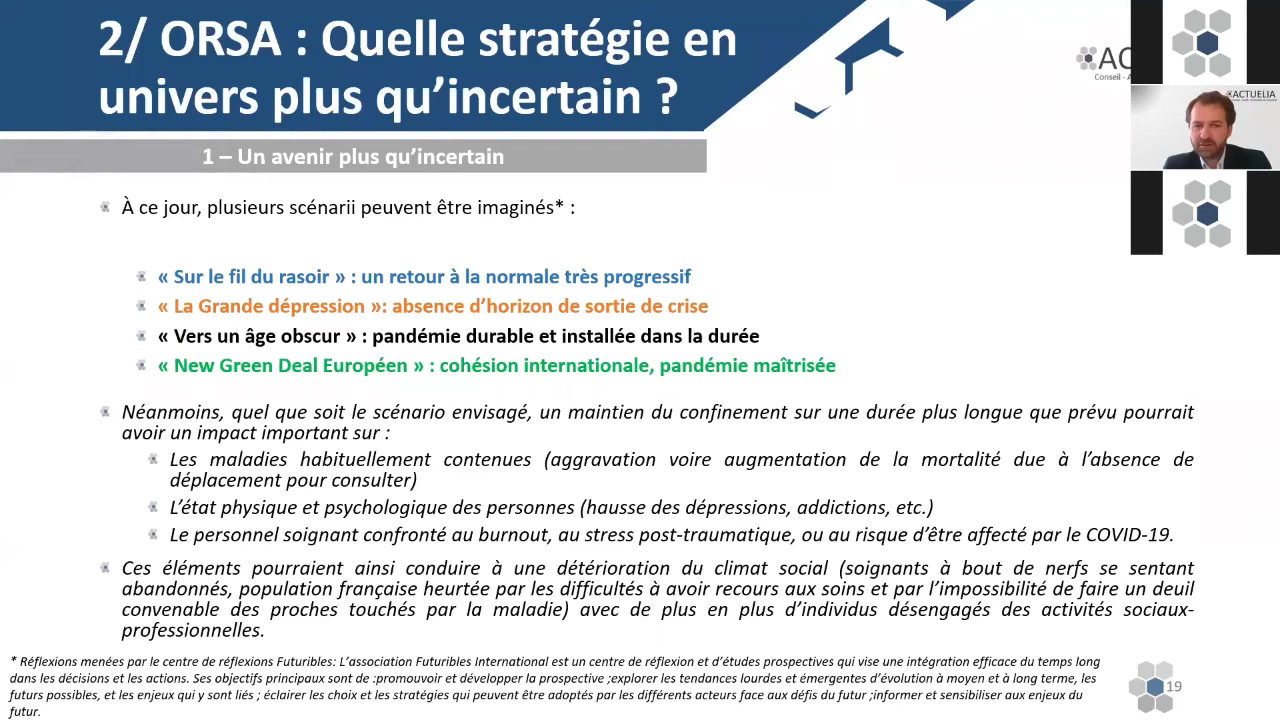 2/ ORSA : Quelle stratégie en
univers plus qu'incertain ?
1 – Un avenir plus qu'incertain
ACTUELIA
À ce jour, plusieurs scénarii peuvent être imaginés* :
« Sur le fil du rasoir » : un retour à la normale très progressif
« La Grande dépression »: absence d'horizon de sortie de crise
« Vers un âge obscur » : pandémie durable et installée dans la durée
« New Green Deal Européen » : cohésion internationale, pandémie maîtrisée
Néanmoins, quel que soit le scénario envisagé, un maintien du confinement sur une durée plus longue que prévu pourrait
avoir un impact important sur :
Les maladies habituellement contenues (aggravation voire augmentation de la mortalité due à l'absence de
déplacement pour consulter)
L'état physique et psychologique des personnes (hausse des dépressions, addictions, etc.)
Le personnel soignant confronté au burnout, au stress post-traumatique, ou au risque d'être affecté par le COVID-19.
Ces éléments pourraient ainsi conduire à une détérioration du climat social (soignants à bout de nerfs se sentant
abandonnés, population française heurtée par les difficultés à avoir recours aux soins et par l'impossibilité de faire un deuil
convenable des proches touchés par la maladie) avec de plus en plus d'individus désengagés des activités sociaux-
professionnelles.
* Réflexions menées par le centre de réflexions Futuribles: L'association Futuribles International est un centre de réflexion et d'études prospectives qui vise une intégration efficace du temps long
dans les décisions et les actions. Ses objectifs principaux sont de :promouvoir et développer la prospective ;explorer les tendances lourdes et émergentes d'évolution à moyen et à long terme, les
futurs possibles, et les enjeux qui y sont liés ; éclairer les choix et les stratégies qui peuvent être adoptés par les différents acteurs face aux défis du futur ;informer et sensibiliser aux enjeux du
futur.
19